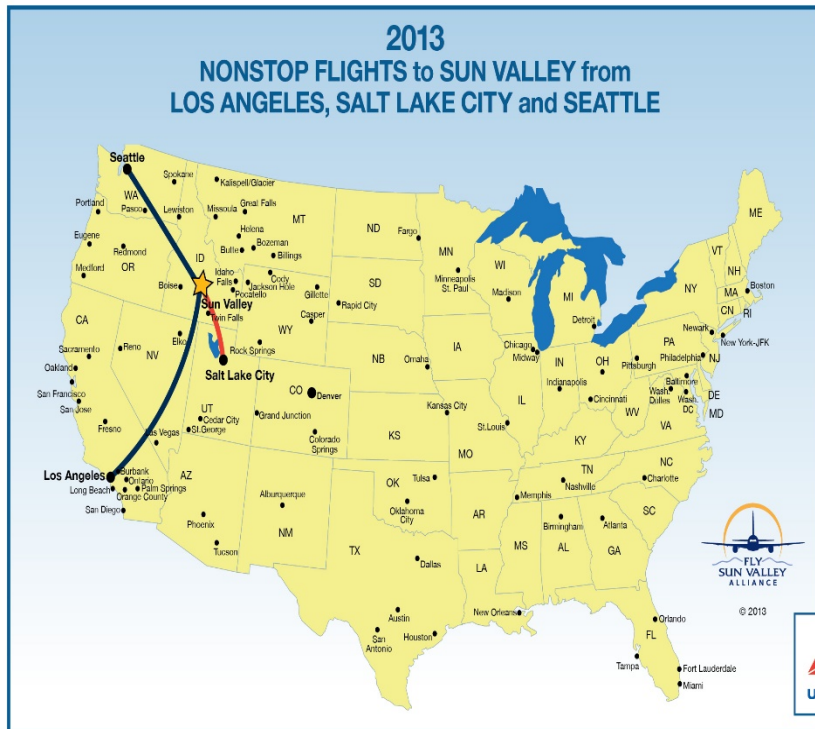 2013
NONSTOP FLIGHTS to SUN VALLEY from
LOS ANGELES, SALT LAKE CITY and SEATTLE
Seattle
Spokane
Kalispell/Glacier
WA
Portland
Pasco
Lewiston
Missoula
Great Falls
MT
Helena
Eugene
Redmond
ID
Butte
Bozeman
Billings
Medford
OR
Boise
Idaho
Falls
Cody
Jackson Hole
Pocatello
Gillette
Sun Valley
Twin Falls
Casper
WY
Rock Springs
ND
Fargo
SD
Rapid City
MN
Minneapolis
St. Paul
WI
Madison
MI
Detroit
ME
VT
NH
NY
MA
Boston
CN
RI
CA
Sacramento
Oakland
San Francisco
San Jose
Fresno
Reno
NV
Elko
Salt Lake City
UT
Cedar City
St.George
Las Vegas
CO
Denver
Grand Junction
Colorado
Springs
NB
Omaha
IA
Chicago
Midway
IL
IN
Indianapolis
OH
Cincinnati
PA
Pittsburgh
Newark
New York-JFK
Philadelphia
NJ
Baltimore
Wash.
Dulles
Wash.
DC
DE
MD
WV
VA
KS
Kansas City
MO
St.Louis
KY
Los Angeles
Burbank
Ontario
Long Beach
Palm Springs
Orange County
San Diego
AZ
Phoenix
Tucson
Alburquerque
NM
OK
Tulsa
Oklahoma
City
TX
Dallas
Austin
San
Antonio
Houston
AR
LA
New Orleans
TN
Memphis
Nashville
NC
Charlotte
SC
MS
AL
Birmingham
GA
Atlanta
FL
Orlando
Tampa
Fort Lauderdale
Miami
FLY
SUN VALLEY
ALLIANCE
© 2013
U